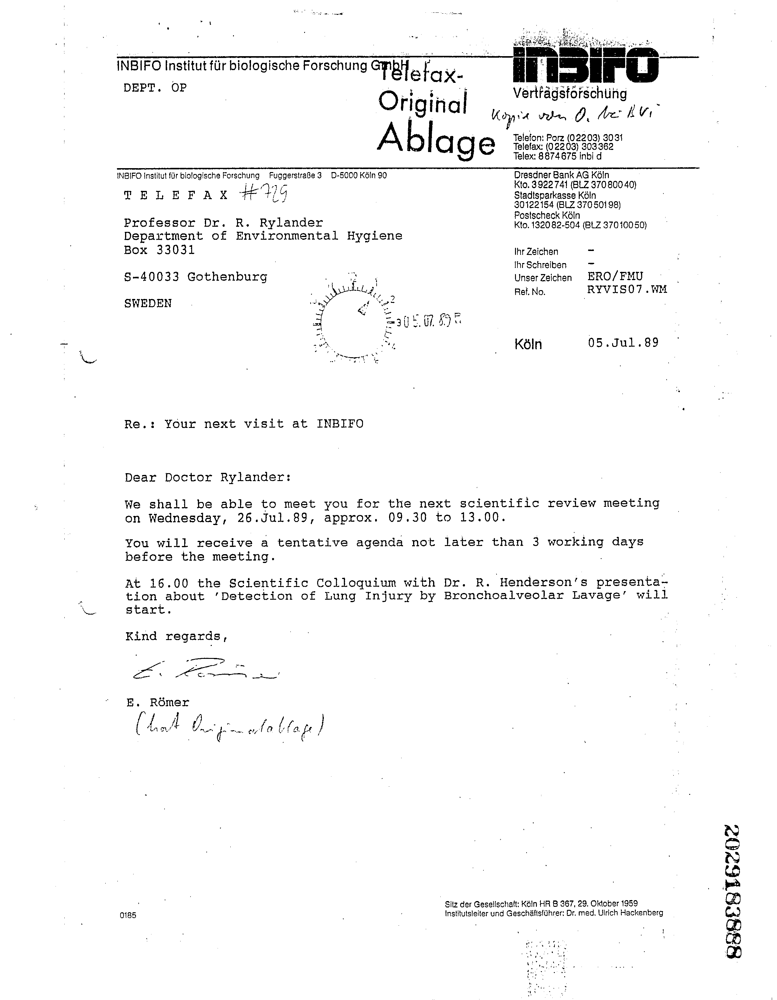 INBIFO Institut für biologische Forschung GmbH
DEPT. OP
Telefax-
Original
Ablage
INBIFO
Vertragsforschung
Kopie von O. bei RVi
Telefon: Porz (02203) 3031
Telefax: (02203) 303362
Telex: 8874675 inbi d
INBIFO Institut für biologische Forschung Fuggerstraße 3 D-5000 Köln 90
Dresdner Bank AG Köln
Kto. 3922741 (BLZ 37080040)
Stadtsparkasse Köln
30122154 (BLZ 37050198)
Postscheck Köln
Kto. 132082-504 (BLZ 37010050)
TELEFAX #729
Professor Dr. R. Rylander
Department of Environmental Hygiene
Box 33031
S-40033 Gothenburg
SWEDEN
Ihr Zeichen –
Ihr Schreiben –
Unser Zeichen ERO/FMU
Ref. No. RYVIS07.WM
05.07.89
Köln 05.Jul.89
Re.: Your next visit at INBIFO
Dear Doctor Rylander:
We shall be able to meet you for the next scientific review meeting
on Wednesday, 26.Jul.89, approx. 09.30 to 13.00.
You will receive a tentative agenda not later than 3 working days
before the meeting.
At 16.00 the Scientific Colloquium with Dr. R. Henderson's presenta-
tion about 'Detection of Lung Injury by Bronchoalveolar Lavage' will
start.
Kind regards,
E. Römer
E. Römer
(hat Originalablage)
0185
Sitz der Gesellschaft: Köln HR B 367, 29. Oktober 1959
Institutsleiter und Geschäftsführer: Dr. med. Ulrich Hackenberg
2029183888